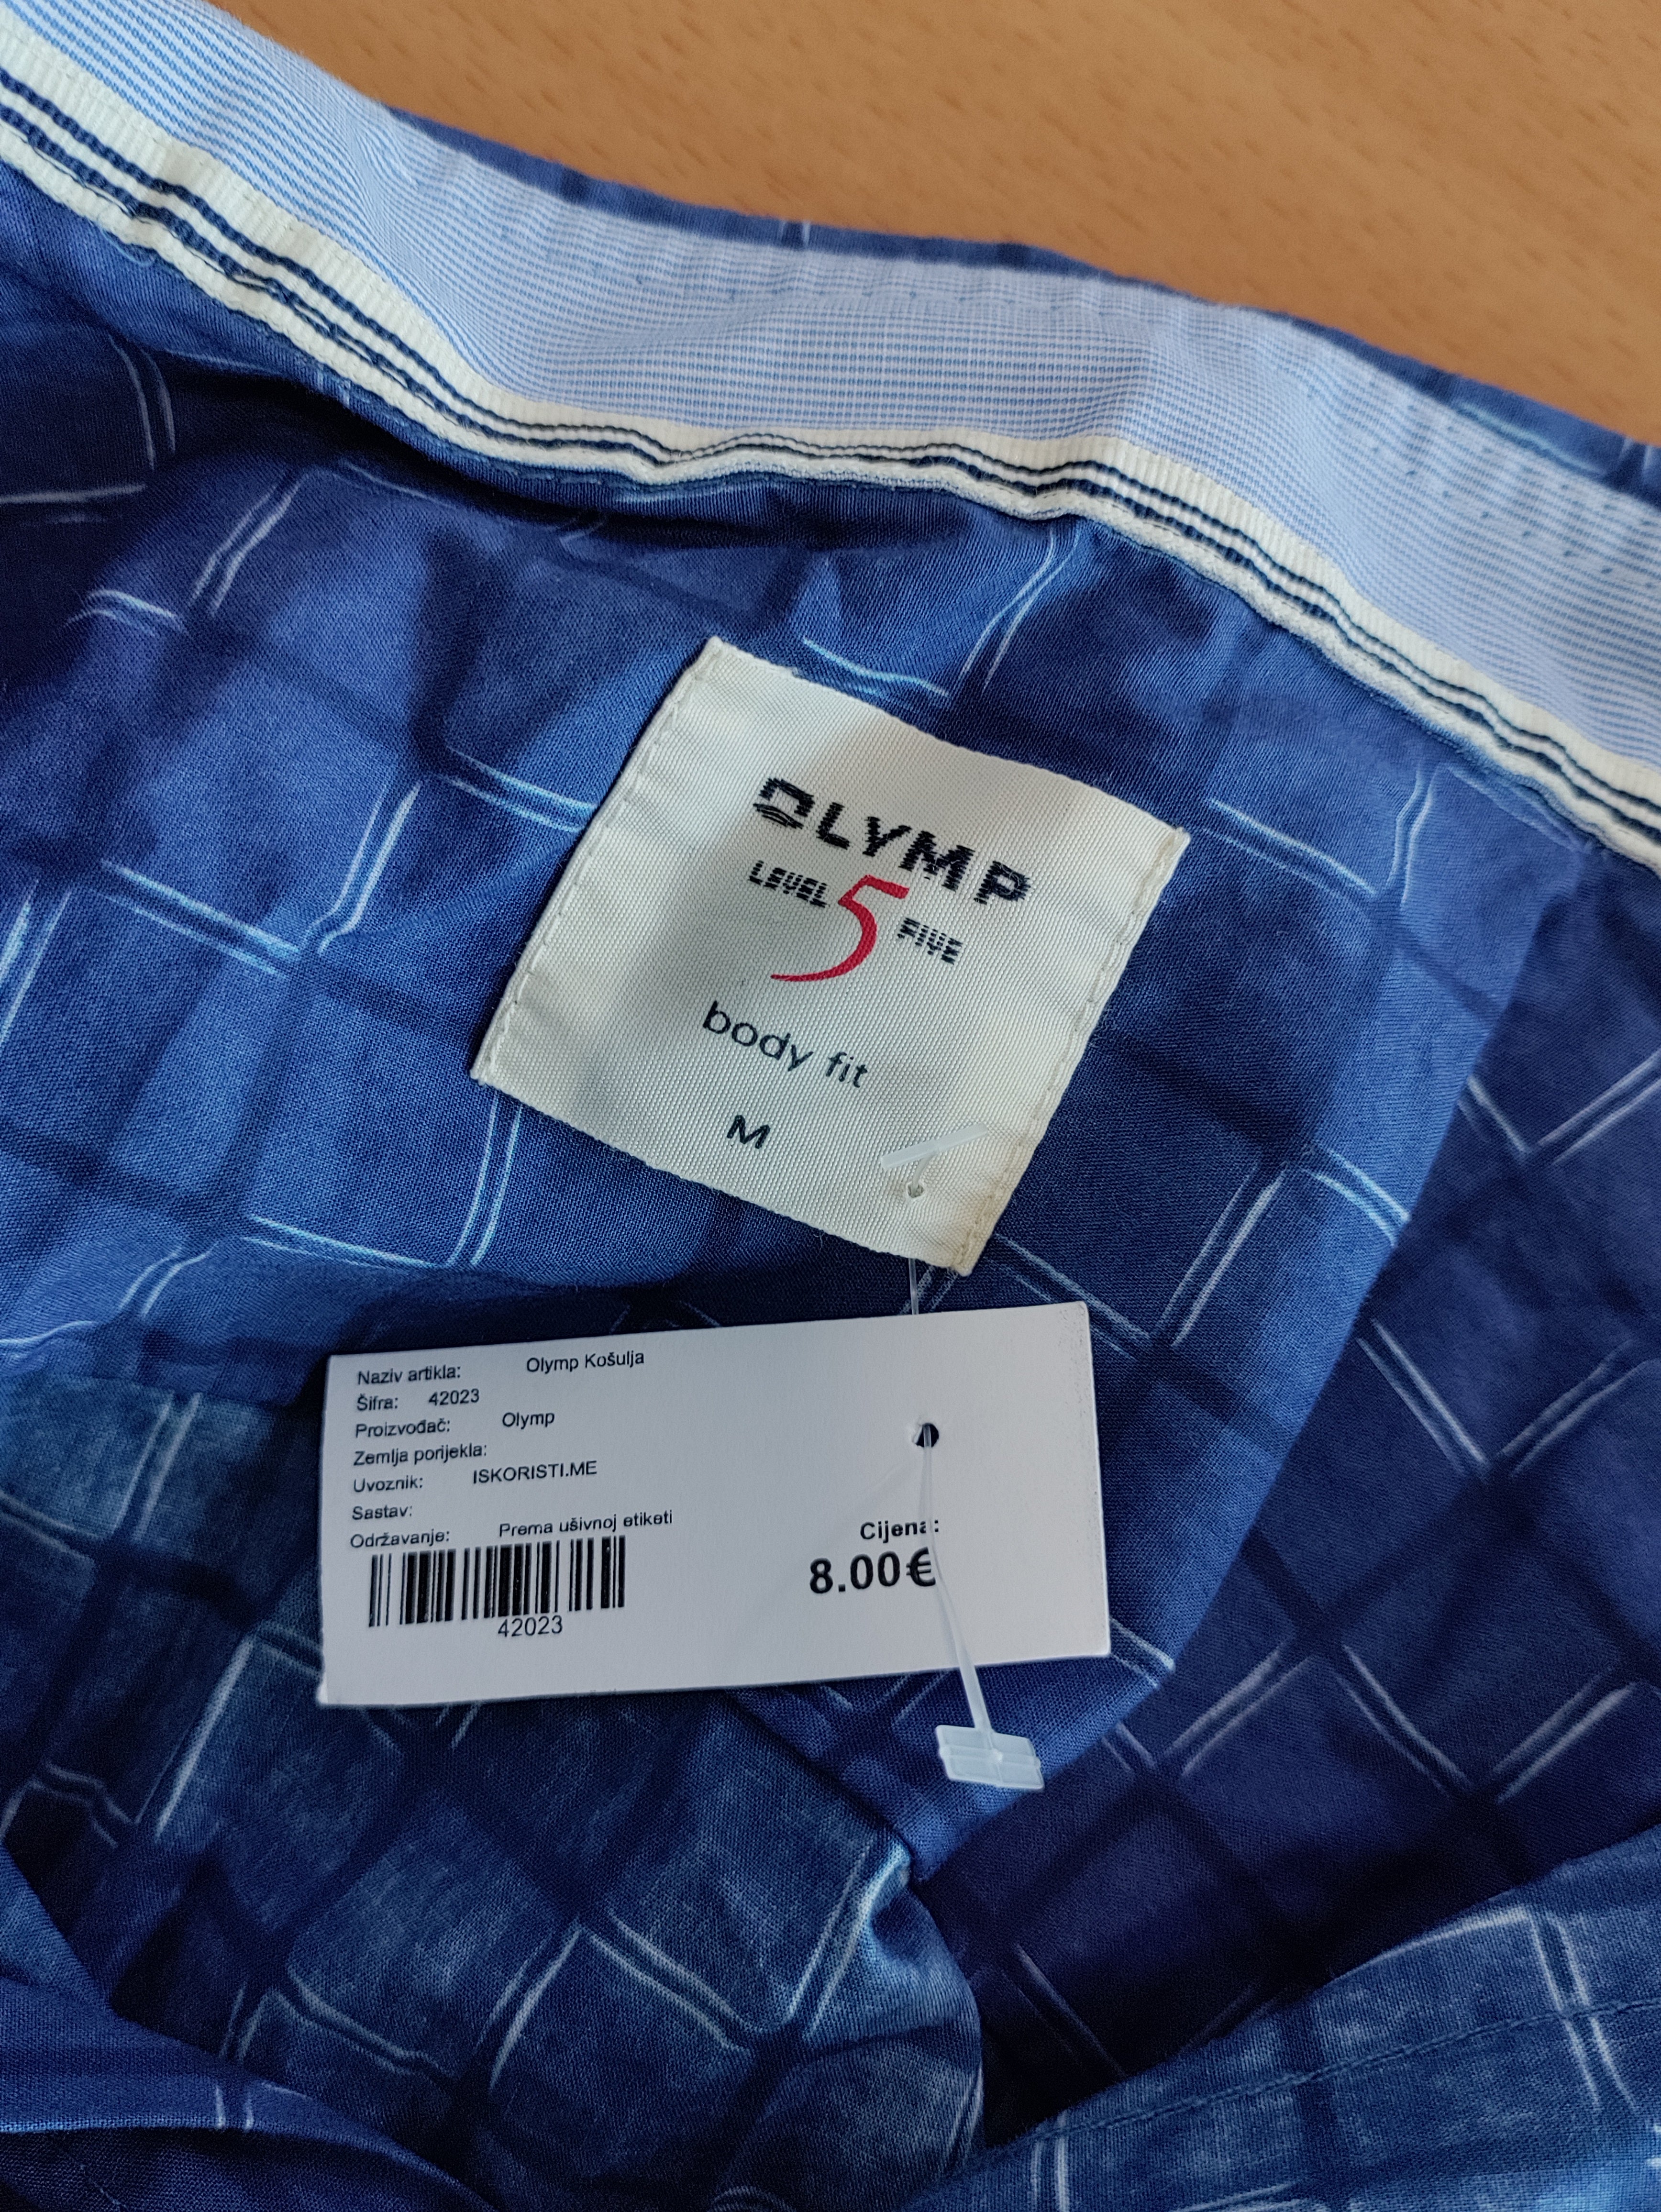 OLYMP
LEVEL 5 FIVE
body fit
M
Naziv artikla: Olymp Košulja
Šifra: 42023
Proizvođač: Olymp
Zemlja porijekla:
Uvoznik: ISKORISTI.ME
Sastav:
Održavanje: Prema ušivnoj etiketi
42023
Cijena:
8.00€